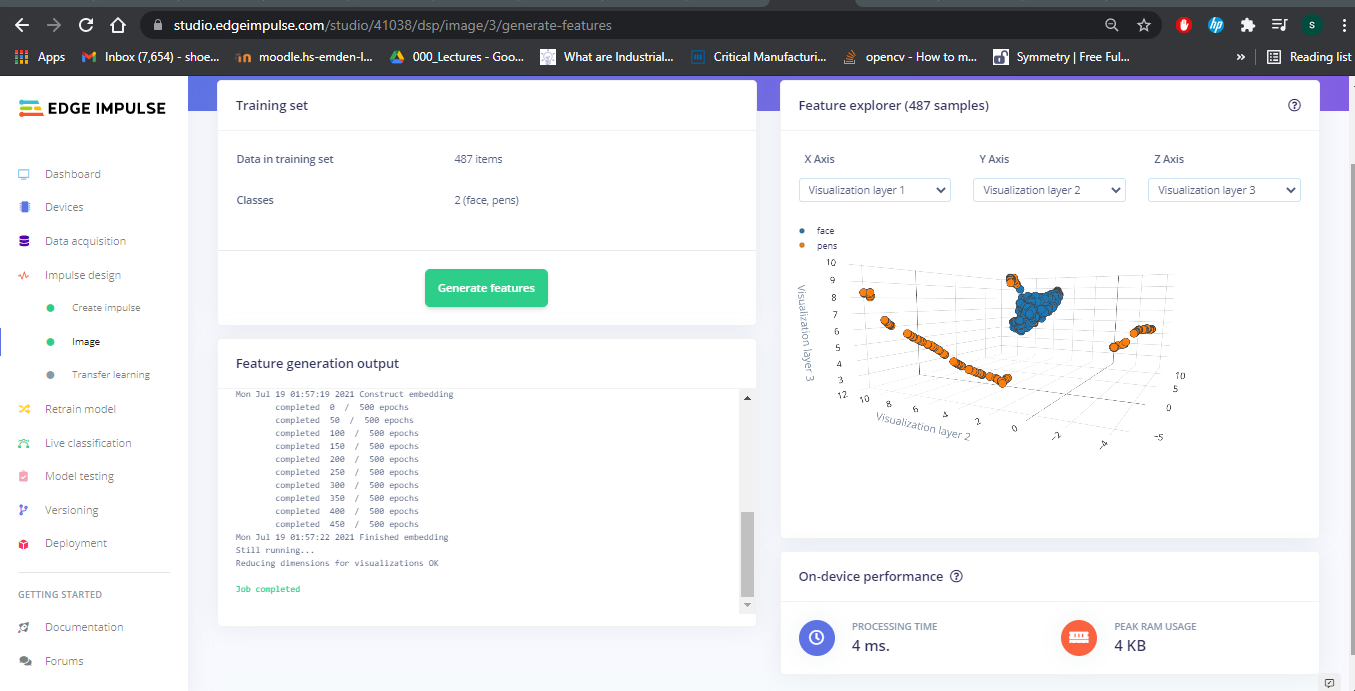 studio.edgeimpulse.com/studio/41038/dsp/image/3/generate-features
hp
S
Apps
Inbox (7,654) - shoe...
moodle.hs-emden-l...
000_Lectures - Goo...
What are Industrial...
Critical Manufacturi...
opencv - How to m...
Symmetry | Free Ful...
»
Reading list
EDGE IMPULSE
Dashboard
Devices
Data acquisition
Impulse design
Create impulse
Image
Transfer learning
Retrain model
Live classification
Model testing
Versioning
Deployment
GETTING STARTED
Documentation
Forums
Training set
Data in training set 487 items
Classes 2 (face, pens)
Generate features
Feature generation output
Mon Jul 19 01:57:19 2021 Construct embedding
completed 0 / 500 epochs
completed 50 / 500 epochs
completed 100 / 500 epochs
completed 150 / 500 epochs
completed 200 / 500 epochs
completed 250 / 500 epochs
completed 300 / 500 epochs
completed 350 / 500 epochs
completed 400 / 500 epochs
completed 450 / 500 epochs
Mon Jul 19 01:57:22 2021 Finished embedding
Still running...
Reducing dimensions for visualizations OK
Job completed
Feature explorer (487 samples)
?
X Axis Y Axis Z Axis
Visualization layer 1 Visualization layer 2 Visualization layer 3
face
pens
10
9
8
7
6
5
4
3
Visualization layer 3
12 10 8 6 4 2 0 −2 −4
Visualization layer 2
10
5
0
−5
On-device performance ?
PROCESSING TIME
4 ms.
PEAK RAM USAGE
4 KB